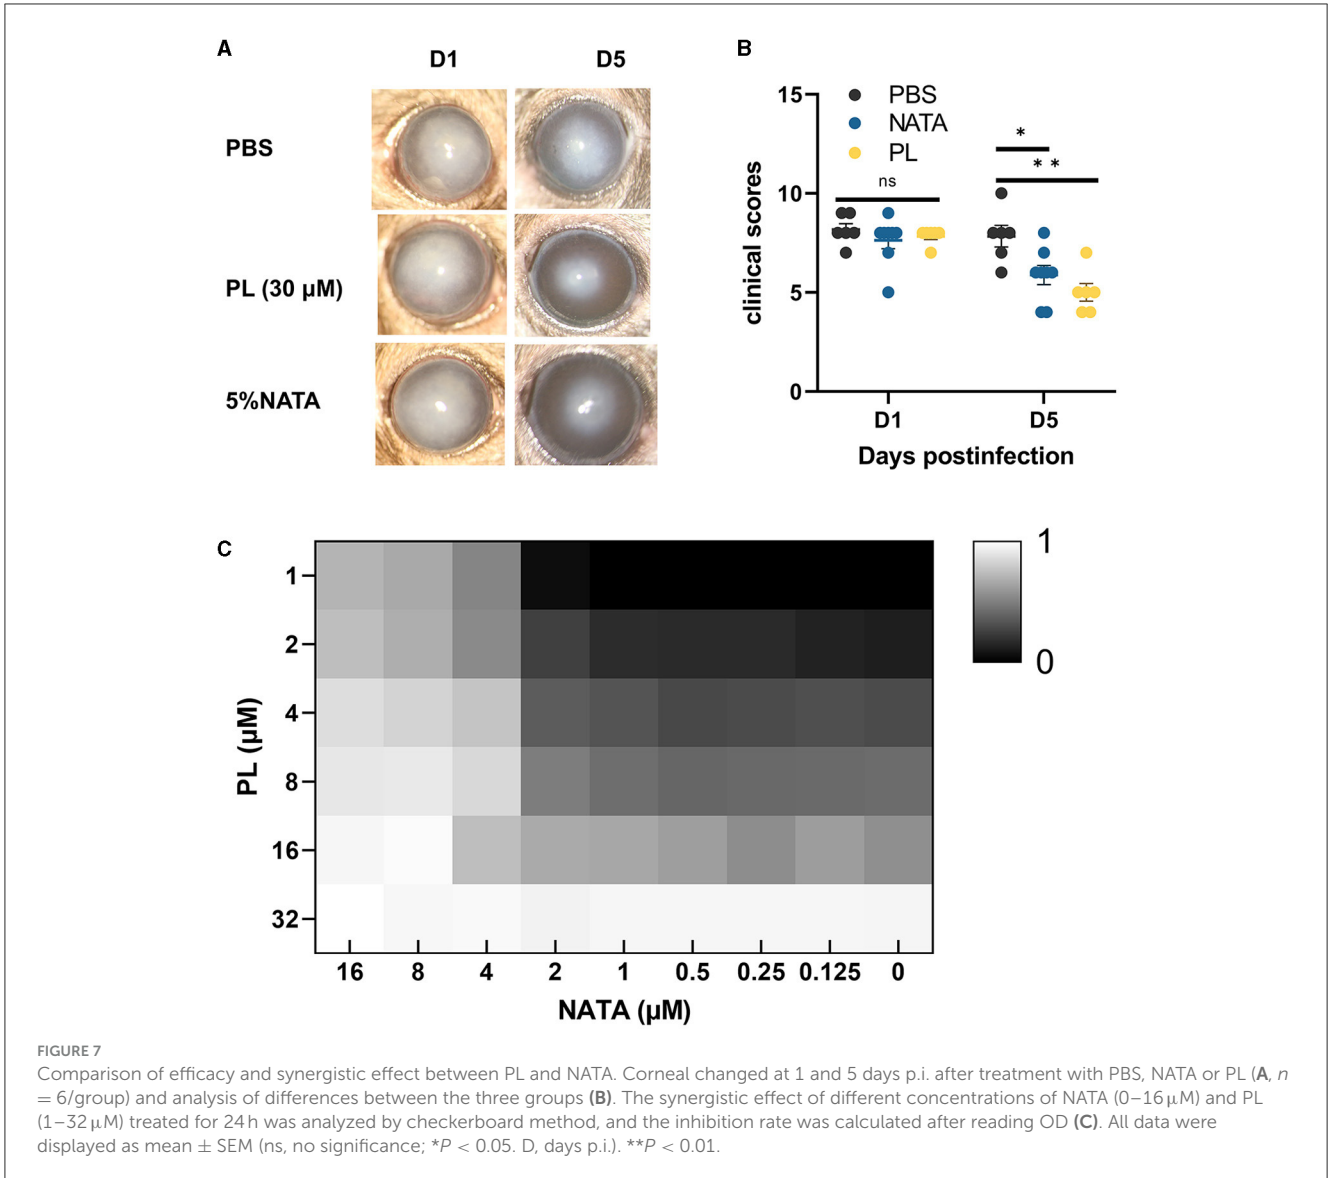 A
D1
D5
PBS
PL (30 µM)
5%NATA
B
PBS
NATA
PL
15
10
5
0
clinical scores
ns
*
* *
D1
D5
Days postinfection
C
1
2
4
8
16
32
PL (µM)
16 8 4 2 1 0.5 0.25 0.125 0
NATA (µM)
1
0
FIGURE 7
Comparison of efficacy and synergistic effect between PL and NATA. Corneal changed at 1 and 5 days p.i. after treatment with PBS, NATA or PL (A, n
= 6/group) and analysis of differences between the three groups (B). The synergistic effect of different concentrations of NATA (0–16 µM) and PL
(1–32 µM) treated for 24 h was analyzed by checkerboard method, and the inhibition rate was calculated after reading OD (C). All data were
displayed as mean ± SEM (ns, no significance; *P < 0.05. D, days p.i.). **P < 0.01.